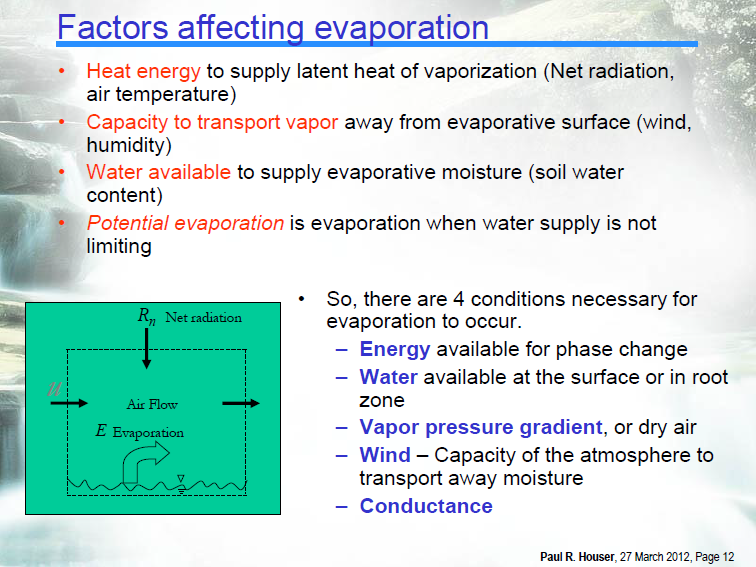 Factors affecting evaporation
• Heat energy to supply latent heat of vaporization (Net radiation,
air temperature)
• Capacity to transport vapor away from evaporative surface (wind,
humidity)
• Water available to supply evaporative moisture (soil water
content)
• Potential evaporation is evaporation when water supply is not
limiting
Rn Net radiation
u
Air Flow
E Evaporation
• So, there are 4 conditions necessary for
evaporation to occur.
– Energy available for phase change
– Water available at the surface or in root
zone
– Vapor pressure gradient, or dry air
– Wind – Capacity of the atmosphere to
transport away moisture
– Conductance
Paul R. Houser, 27 March 2012, Page 12